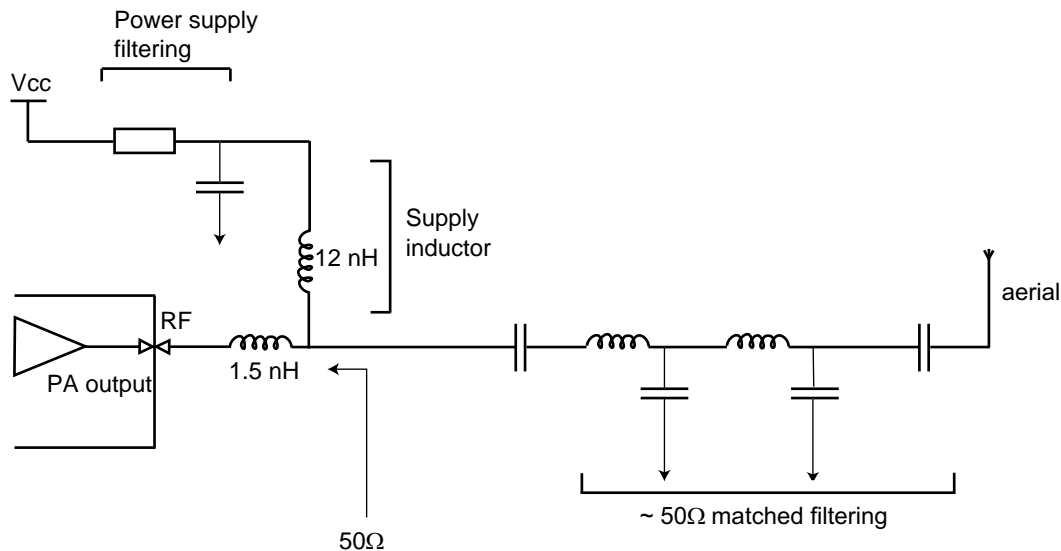 Power supply
filtering
Vcc
Supply
inductor
12 nH
aerial
RF
PA output
1.5 nH
50Ω
~ 50Ω matched filtering